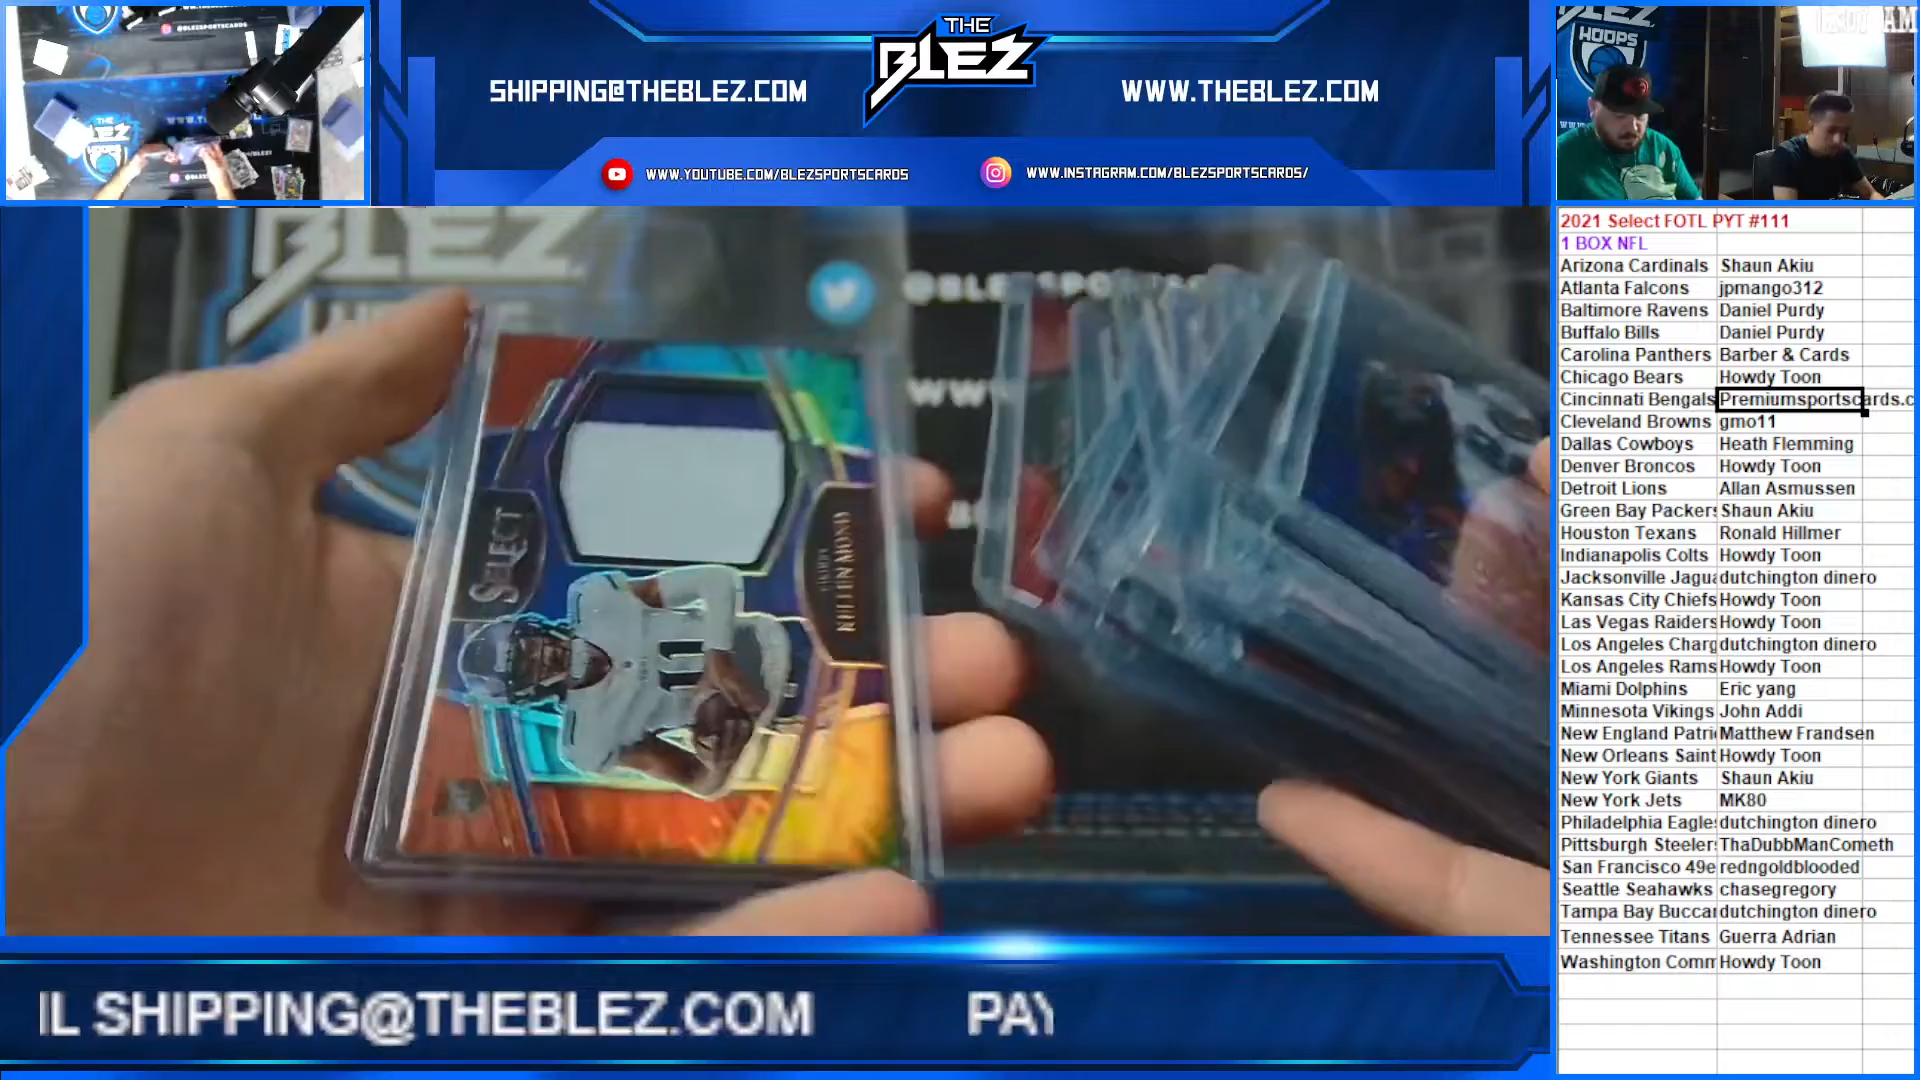 THE
BLEZ
SHIPPING@THEBLEZ.COM
WWW.THEBLEZ.COM
WWW.YOUTUBE.COM/BLEZSPORTSCARDS
WWW.INSTAGRAM.COM/BLEZSPORTSCARDS/
HOOPS
BLEZ
SELECT
KELLEN MOND
2021 Select FOTL PYT #111
1 BOX NFL
Arizona Cardinals Shaun Akiu
Atlanta Falcons jpmango312
Baltimore Ravens Daniel Purdy
Buffalo Bills Daniel Purdy
Carolina Panthers Barber & Cards
Chicago Bears Howdy Toon
Cincinnati Bengals Premiumsportscards.c
Cleveland Browns gmo11
Dallas Cowboys Heath Flemming
Denver Broncos Howdy Toon
Detroit Lions Allan Asmussen
Green Bay Packers Shaun Akiu
Houston Texans Ronald Hillmer
Indianapolis Colts Howdy Toon
Jacksonville Jagua dutchington dinero
Kansas City Chiefs Howdy Toon
Las Vegas Raiders Howdy Toon
Los Angeles Charg dutchington dinero
Los Angeles Rams Howdy Toon
Miami Dolphins Eric yang
Minnesota Vikings John Addi
New England Patri Matthew Frandsen
New Orleans Saint Howdy Toon
New York Giants Shaun Akiu
New York Jets MK80
Philadelphia Eagles dutchington dinero
Pittsburgh Steelers ThaDubbManCometh
San Francisco 49e redngoldblooded
Seattle Seahawks chasegregory
Tampa Bay Buccan dutchington dinero
Tennessee Titans Guerra Adrian
Washington Comm Howdy Toon
IL SHIPPING@THEBLEZ.COM PAY